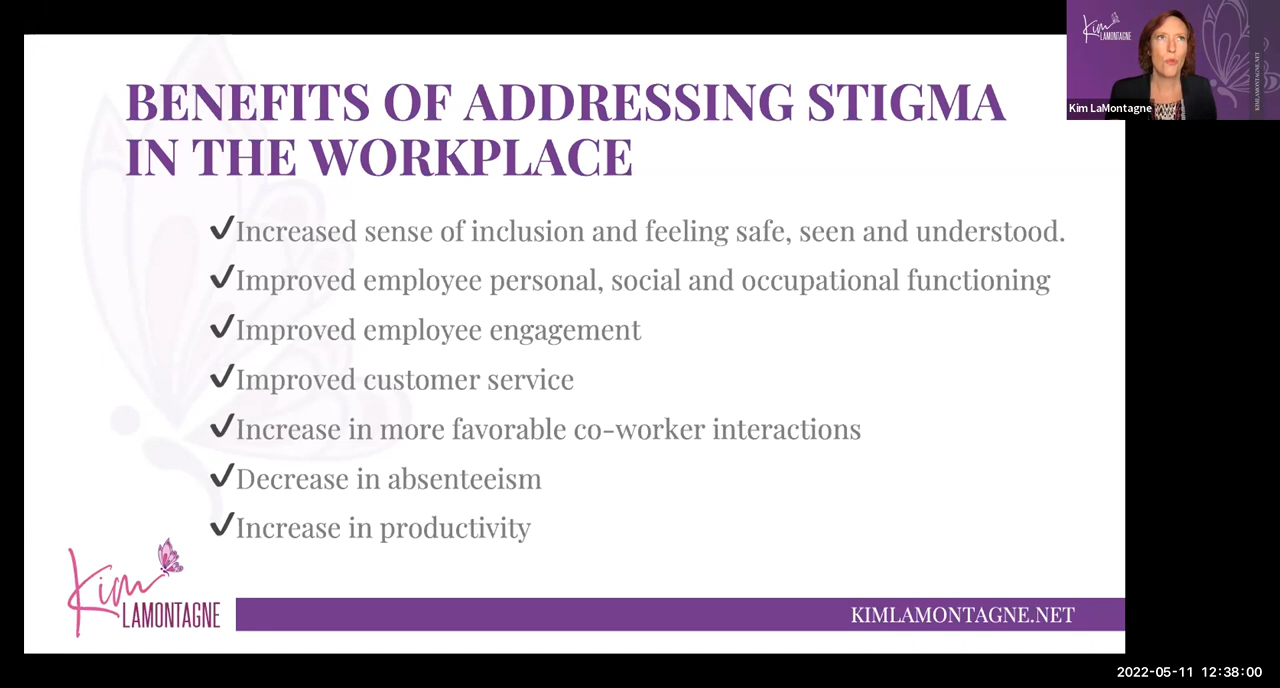 Kim
LAMONTAGNE
KIMLAMONTAGNE.NET
Kim LaMontagne
BENEFITS OF ADDRESSING STIGMA
IN THE WORKPLACE
✔Increased sense of inclusion and feeling safe, seen and understood.
✔Improved employee personal, social and occupational functioning
✔Improved employee engagement
✔Improved customer service
✔Increase in more favorable co-worker interactions
✔Decrease in absenteeism
✔Increase in productivity
Kim
LAMONTAGNE
KIMLAMONTAGNE.NET
2022-05-11 12:38:00